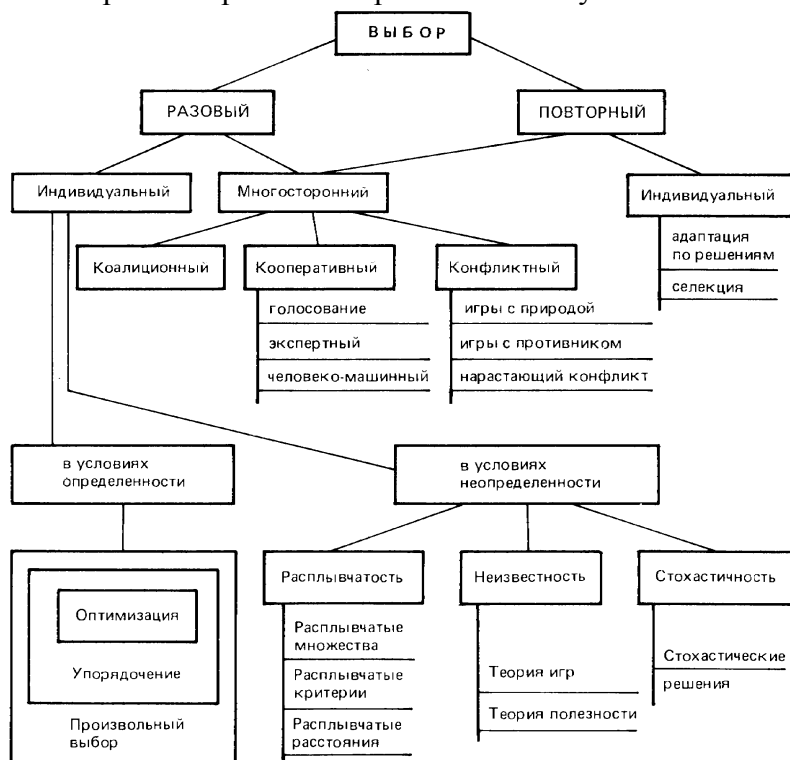 ВЫБОР
РАЗОВЫЙ
ПОВТОРНЫЙ
Индивидуальный
Многосторонний
Индивидуальный
Коалиционный
Кооперативный
Конфликтный
адаптация
по решениям
селекция
голосование
экспертный
человеко-машинный
игры с природой
игры с противником
нарастающий конфликт
в условиях
определенности
в условиях
неопределенности
Оптимизация
Упорядочение
Произвольный
выбор
Расплывчатость
Расплывчатые
множества
Расплывчатые
критерии
Расплывчатые
расстояния
Неизвестность
Теория игр
Теория полезности
Стохастичность
Стохастические
решения